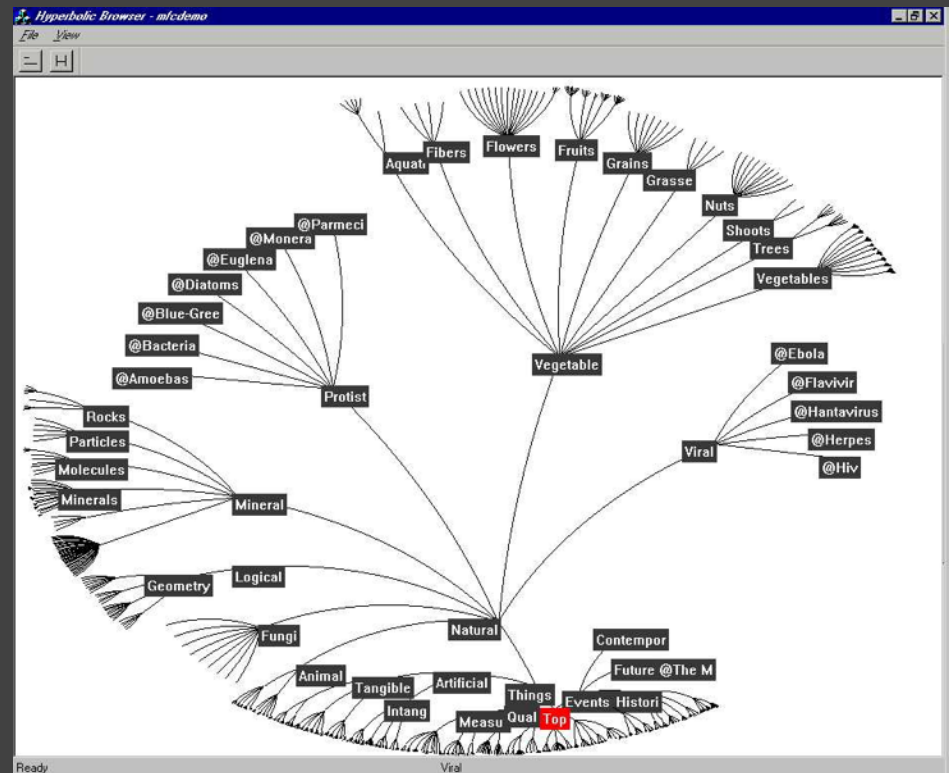 Hyperbolic Browser - mfcdemo
File View
Aquati
Fibers
Flowers
Fruits
Grains
Grasse
Nuts
Shoots
Trees
Vegetables
@Parmeci
@Monera
@Euglena
@Diatoms
@Blue-Gree
@Bacteria
@Amoebas
Protist
Vegetable
@Ebola
@Flavivir
@Hantavirus
@Herpes
@Hiv
Viral
Rocks
Particles
Molecules
Minerals
Mineral
Logical
Geometry
Fungi
Natural
Contempor
Future @The M
Animal
Tangible
Artificial
Intang
Things
Events Histori
Measu
Qual
Top
Ready Viral